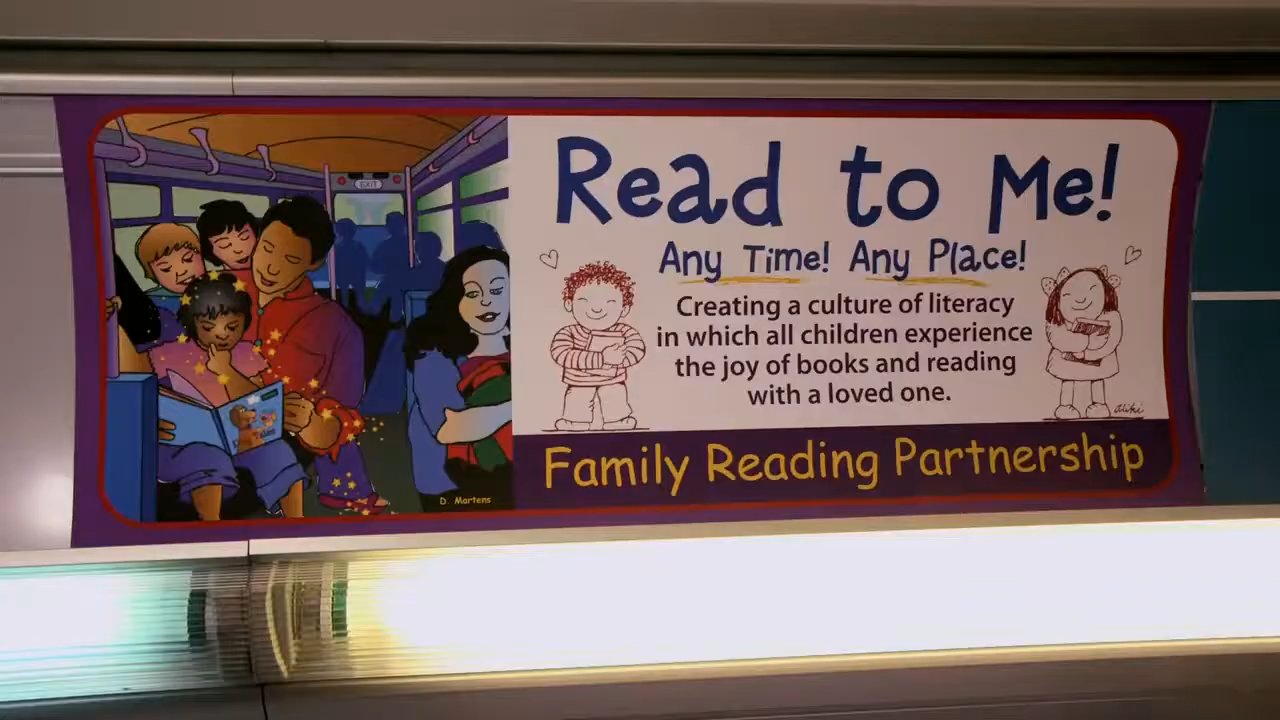 EXIT
D. Martens
Read to Me!
Any Time! Any Place!
Creating a culture of literacy
in which all children experience
the joy of books and reading
with a loved one.
aliki
Family Reading Partnership